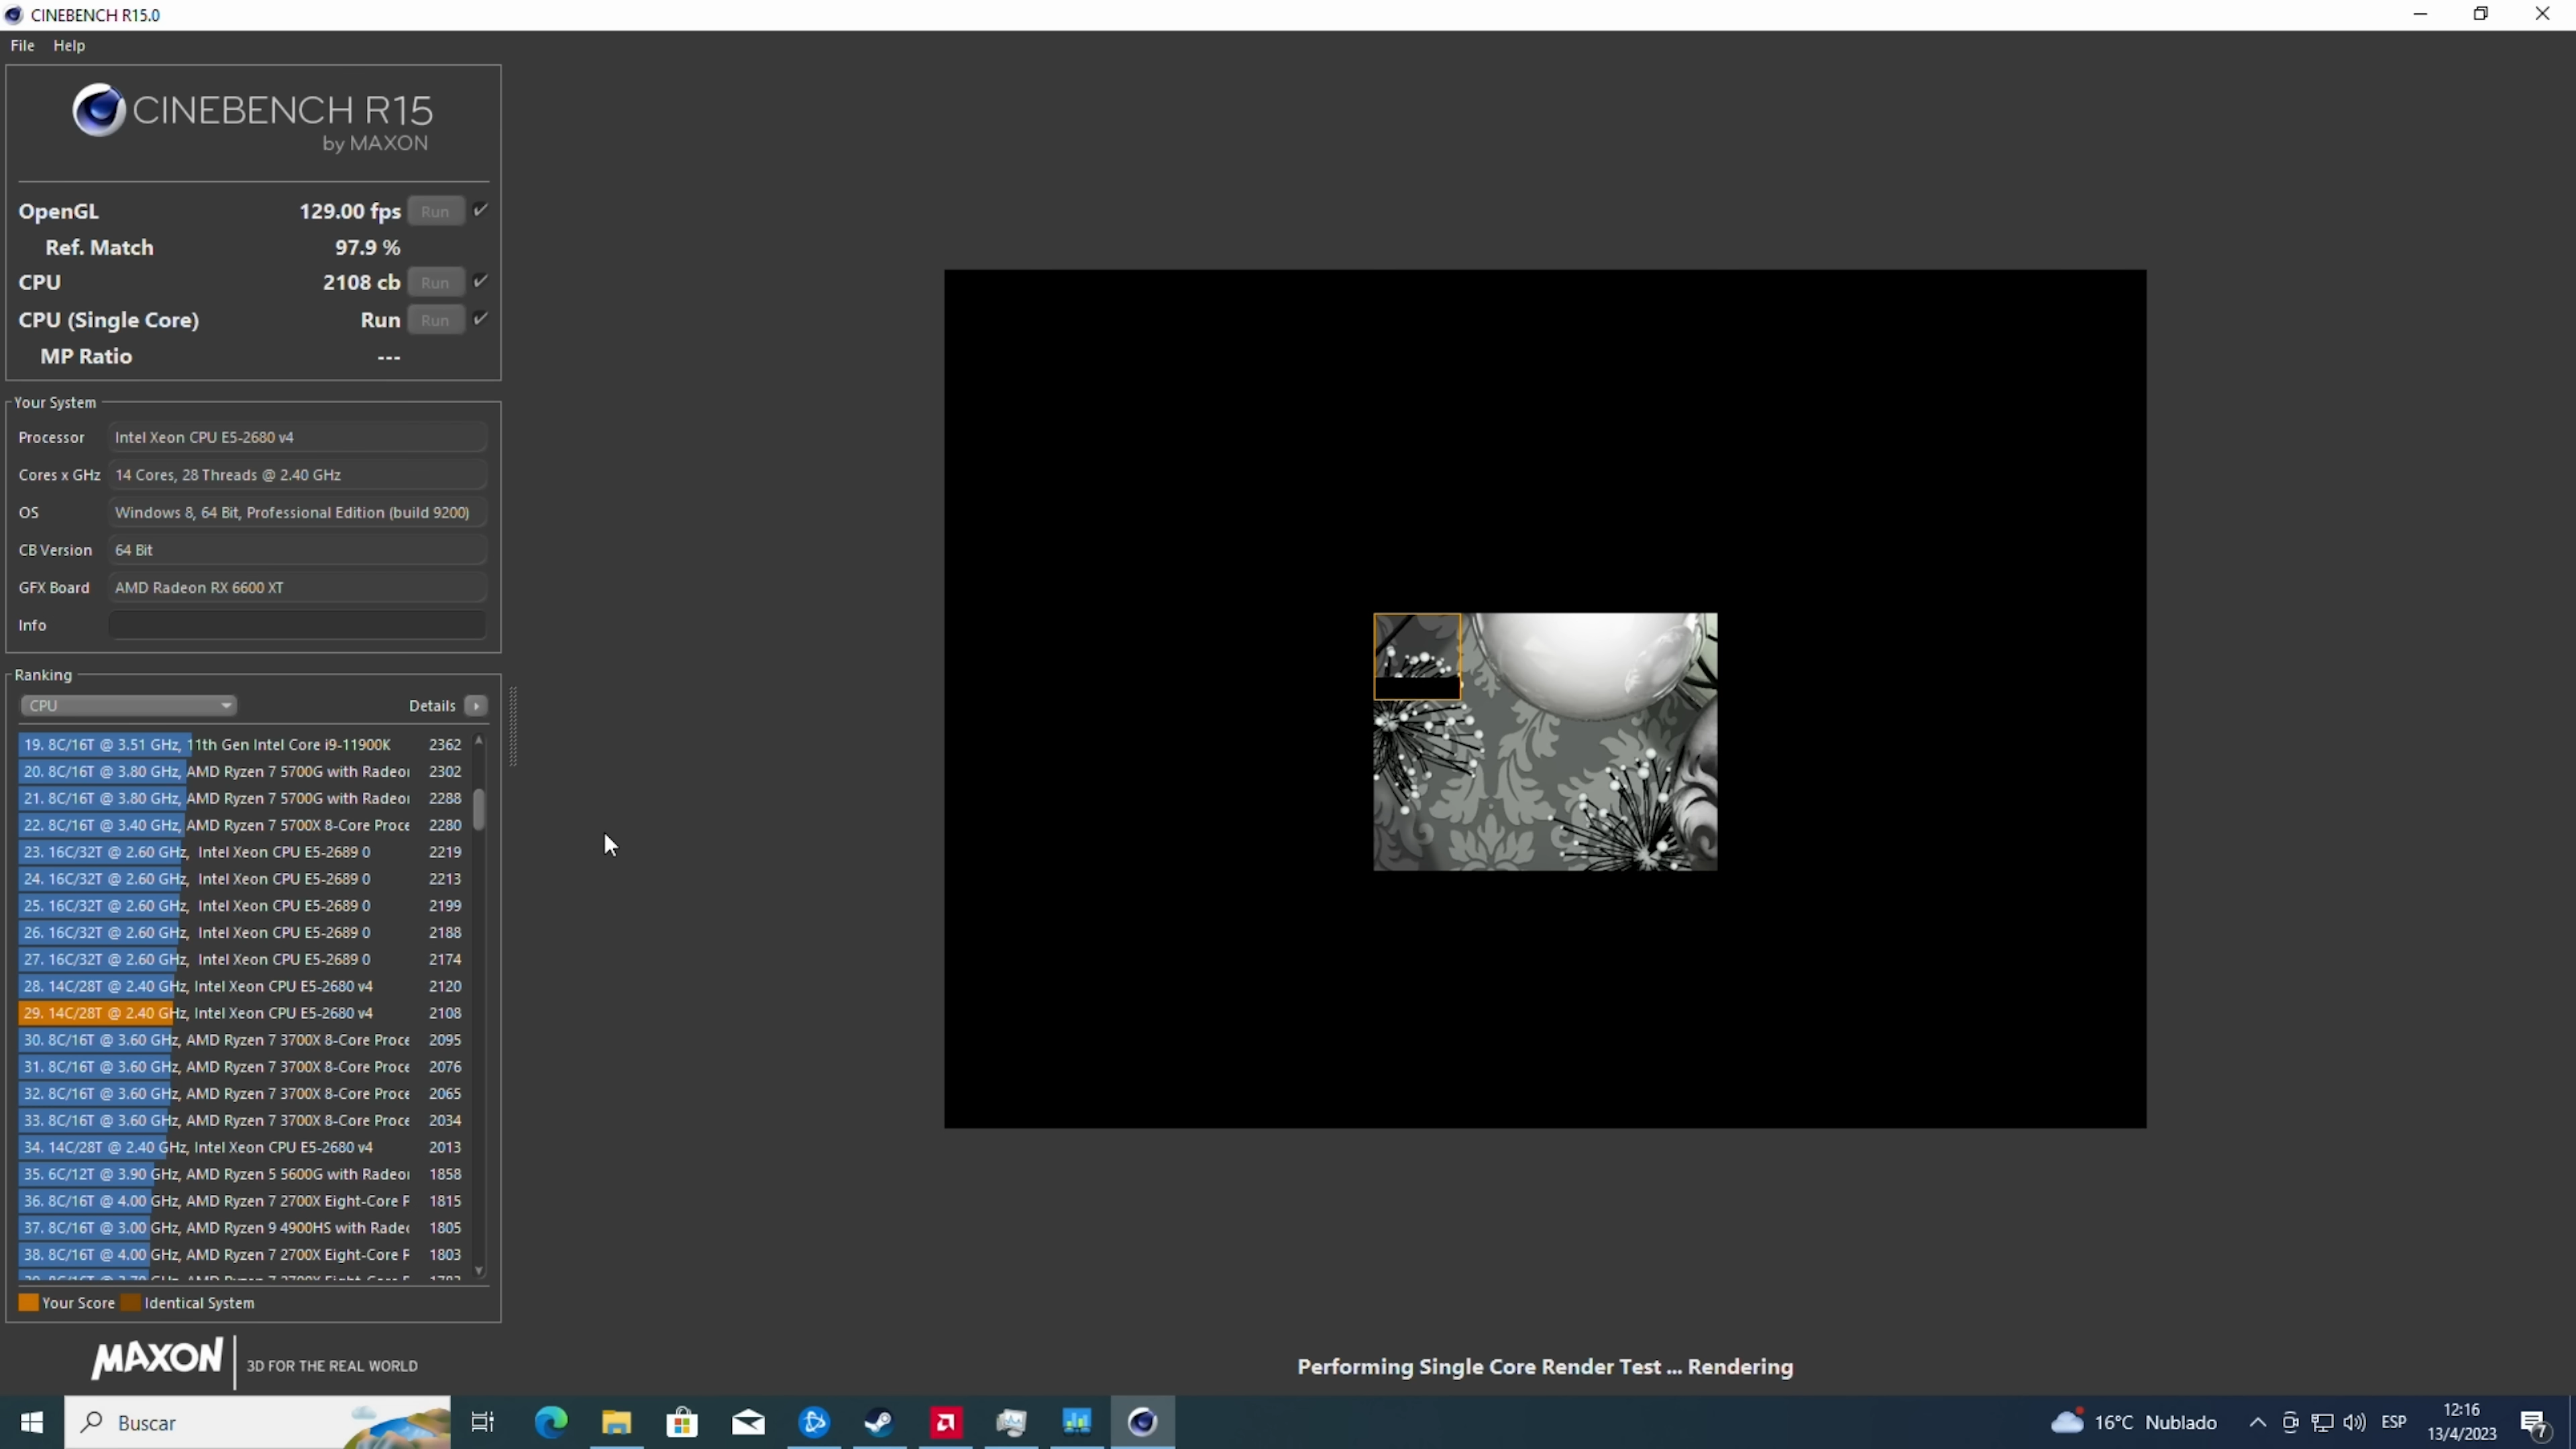 CINEBENCH R15.0
File Help
CINEBENCH R15
by MAXON
OpenGL 129.00 fps Run
Ref. Match 97.9 %
CPU 2108 cb Run
CPU (Single Core) Run Run
MP Ratio ---
Your System
Processor Intel Xeon CPU E5-2680 v4
Cores x GHz 14 Cores, 28 Threads @ 2.40 GHz
OS Windows 8, 64 Bit, Professional Edition (build 9200)
CB Version 64 Bit
GFX Board AMD Radeon RX 6600 XT
Info
Ranking
CPU Details
19. 8C/16T @ 3.51 GHz, 11th Gen Intel Core i9-11900K 2362
20. 8C/16T @ 3.80 GHz, AMD Ryzen 7 5700G with Radeo 2302
21. 8C/16T @ 3.80 GHz, AMD Ryzen 7 5700G with Radeo 2288
22. 8C/16T @ 3.40 GHz, AMD Ryzen 7 5700X 8-Core Proce 2280
23. 16C/32T @ 2.60 GHz, Intel Xeon CPU E5-2689 0 2219
24. 16C/32T @ 2.60 GHz, Intel Xeon CPU E5-2689 0 2213
25. 16C/32T @ 2.60 GHz, Intel Xeon CPU E5-2689 0 2199
26. 16C/32T @ 2.60 GHz, Intel Xeon CPU E5-2689 0 2188
27. 16C/32T @ 2.60 GHz, Intel Xeon CPU E5-2689 0 2174
28. 14C/28T @ 2.40 GHz, Intel Xeon CPU E5-2680 v4 2120
29. 14C/28T @ 2.40 GHz, Intel Xeon CPU E5-2680 v4 2108
30. 8C/16T @ 3.60 GHz, AMD Ryzen 7 3700X 8-Core Proce 2095
31. 8C/16T @ 3.60 GHz, AMD Ryzen 7 3700X 8-Core Proce 2076
32. 8C/16T @ 3.60 GHz, AMD Ryzen 7 3700X 8-Core Proce 2065
33. 8C/16T @ 3.60 GHz, AMD Ryzen 7 3700X 8-Core Proce 2034
34. 14C/28T @ 2.40 GHz, Intel Xeon CPU E5-2680 v4 2013
35. 6C/12T @ 3.90 GHz, AMD Ryzen 5 5600G with Radeo 1858
36. 8C/16T @ 4.00 GHz, AMD Ryzen 7 2700X Eight-Core P 1815
37. 8C/16T @ 3.00 GHz, AMD Ryzen 9 4900HS with Rade 1805
38. 8C/16T @ 4.00 GHz, AMD Ryzen 7 2700X Eight-Core P 1803
Your Score Identical System
MAXON 3D FOR THE REAL WORLD
Performing Single Core Render Test ... Rendering
Buscar
16°C Nublado
ESP
12:16
13/4/2023
7